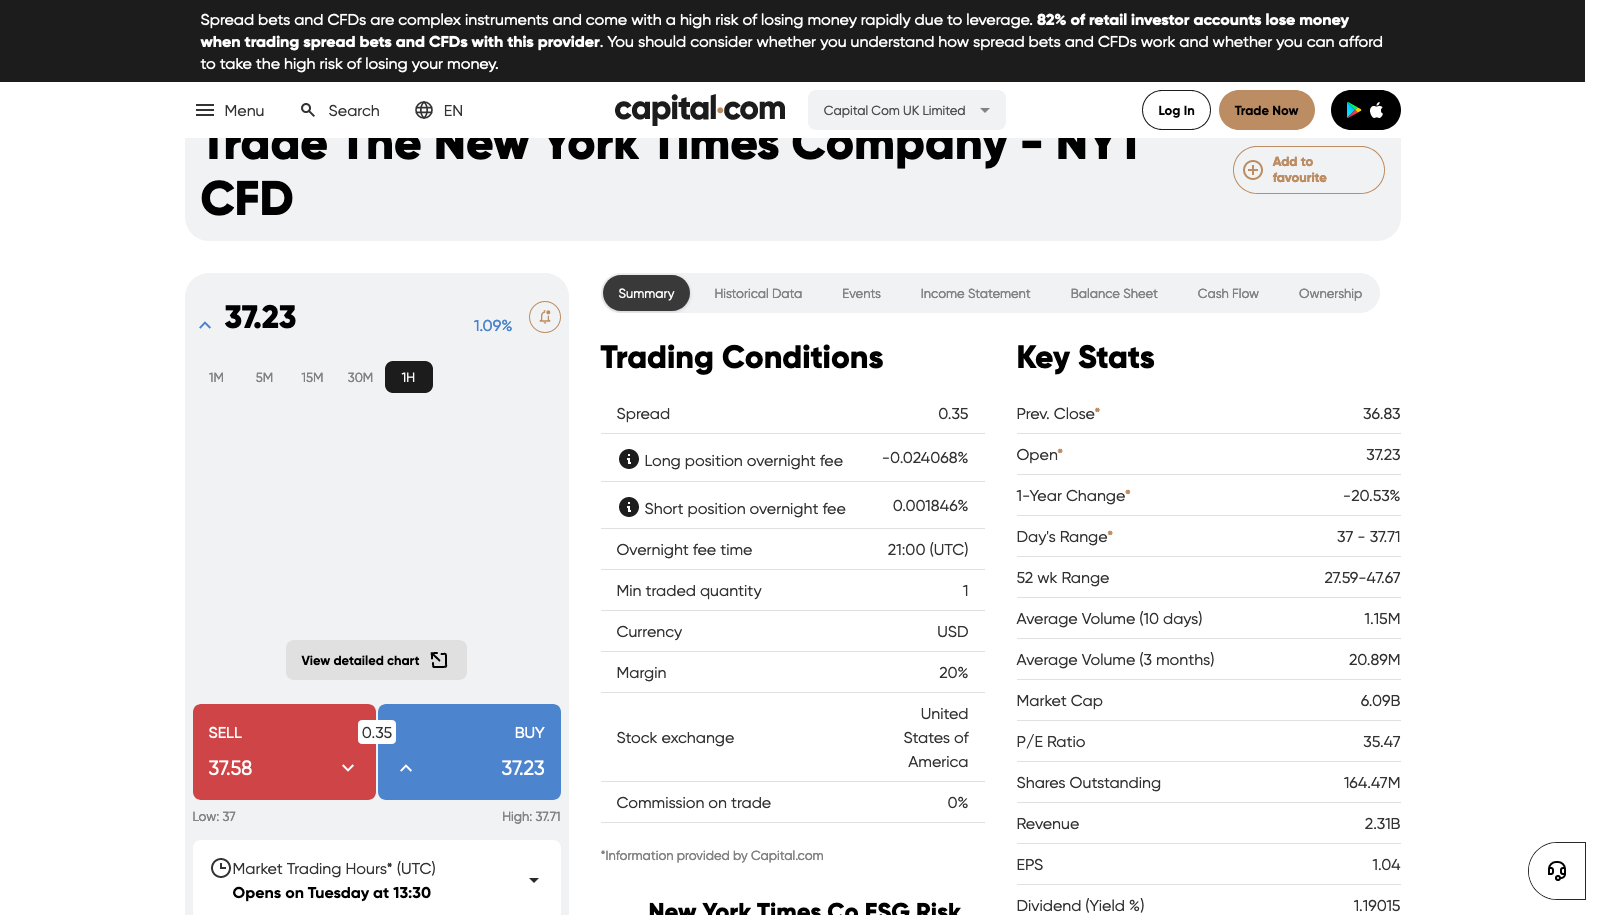 Spread bets and CFDs are complex instruments and come with a high risk of losing money rapidly due to leverage. 82% of retail investor accounts lose money
when trading spread bets and CFDs with this provider. You should consider whether you understand how spread bets and CFDs work and whether you can afford
to take the high risk of losing your money.
Menu
Search
EN
capital.com
Capital Com UK Limited
Log In
Trade Now
Trade The New York Times Company - NYT
CFD
Add to
favourite
37.23
1.09%
1M
5M
15M
30M
1H
View detailed chart
SELL
0.35
BUY
37.58
37.23
Low: 37
High: 37.71
Market Trading Hours* (UTC)
Opens on Tuesday at 13:30
Summary
Historical Data
Events
Income Statement
Balance Sheet
Cash Flow
Ownership
Trading Conditions
Spread 0.35
Long position overnight fee -0.024068%
Short position overnight fee 0.001846%
Overnight fee time 21:00 (UTC)
Min traded quantity 1
Currency USD
Margin 20%
Stock exchange United
States of
America
Commission on trade 0%
*Information provided by Capital.com
New York Times Co ESG Risk
Key Stats
Prev. Close* 36.83
Open* 37.23
1-Year Change* -20.53%
Day's Range* 37 - 37.71
52 wk Range 27.59-47.67
Average Volume (10 days) 1.15M
Average Volume (3 months) 20.89M
Market Cap 6.09B
P/E Ratio 35.47
Shares Outstanding 164.47M
Revenue 2.31B
EPS 1.04
Dividend (Yield %) 1.19015